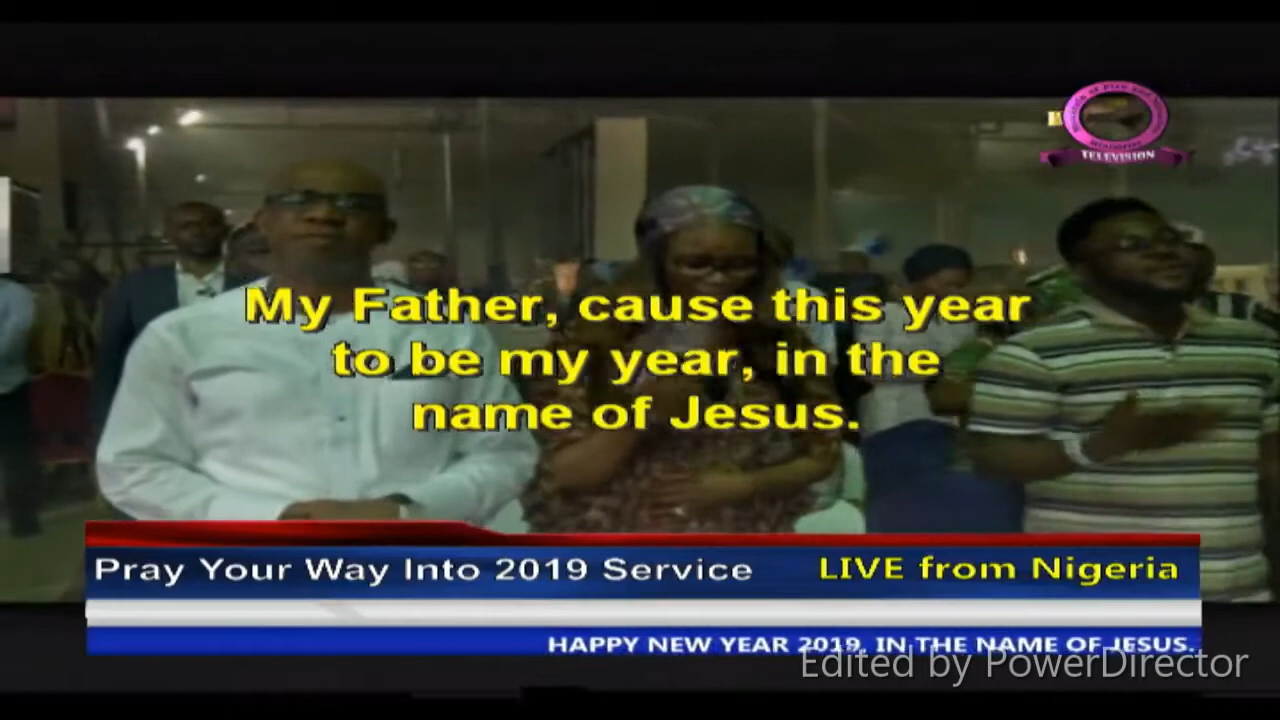 TELEVISION
My Father, cause this year
to be my year, in the
name of Jesus.
Pray Your Way Into 2019 Service
LIVE from Nigeria
HAPPY NEW YEAR 2019, IN THE NAME OF JESUS.
Edited by PowerDirector